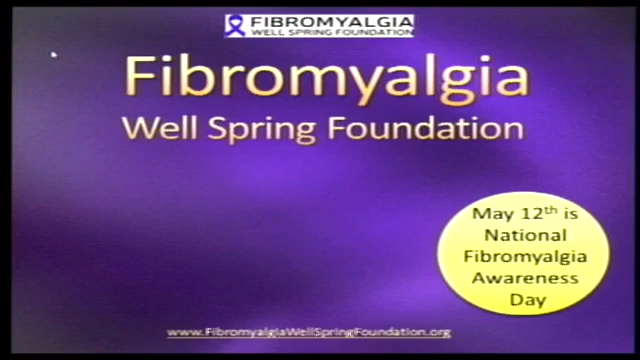 FIBROMYALGIA
WELL SPRING FOUNDATION
Fibromyalgia
Well Spring Foundation
May 12th is
National
Fibromyalgia
Awareness
Day
www.FibromyalgiaWellSpringFoundation.org